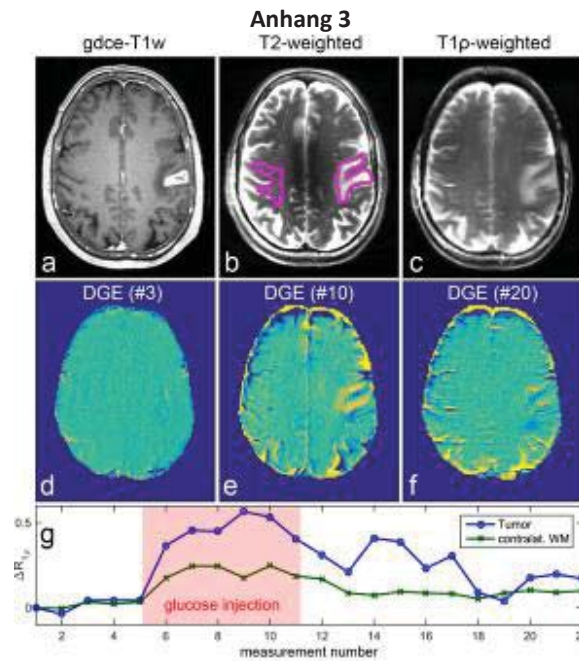 Anhang 3
gdce-T1w T2-weighted T1ρ-weighted
a b c
DGE (#3) DGE (#10) DGE (#20)
d e f
g
0.5
0
ΔR₁ρ
Tumor
contralat. WM
glucose injection
2 4 6 8 10 12 14 16 18 20 22
measurement number